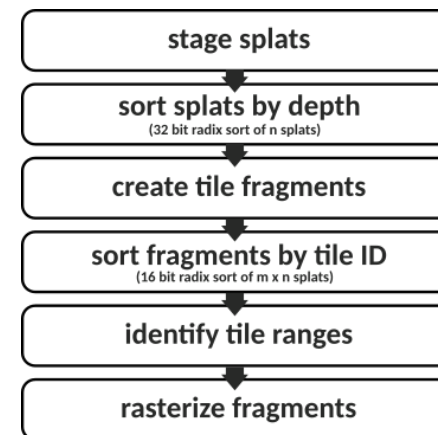 stage splats
sort splats by depth
(32 bit radix sort of n splats)
create tile fragments
sort fragments by tile ID
(16 bit radix sort of m x n splats)
identify tile ranges
rasterize fragments